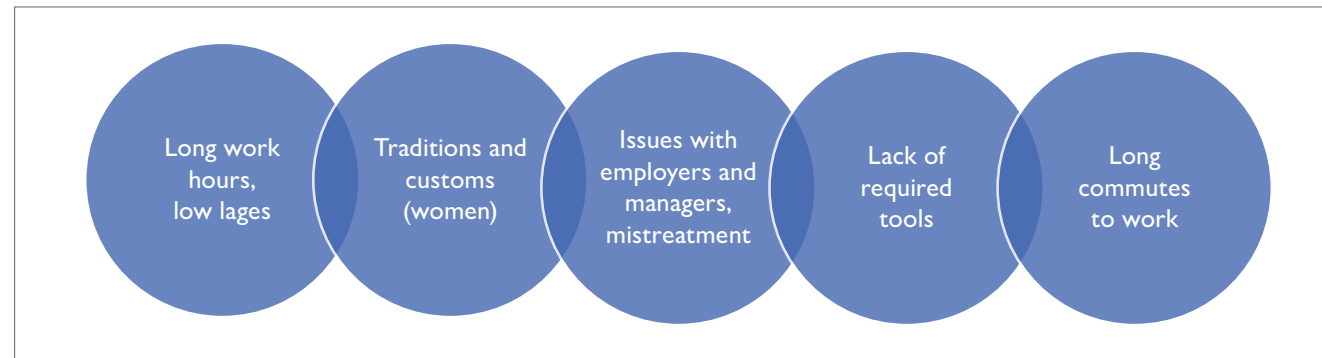 Long work
hours,
low lages
Traditions and
customs
(women)
Issues with
employers and
managers,
mistreatment
Lack of
required
tools
Long
commutes
to work